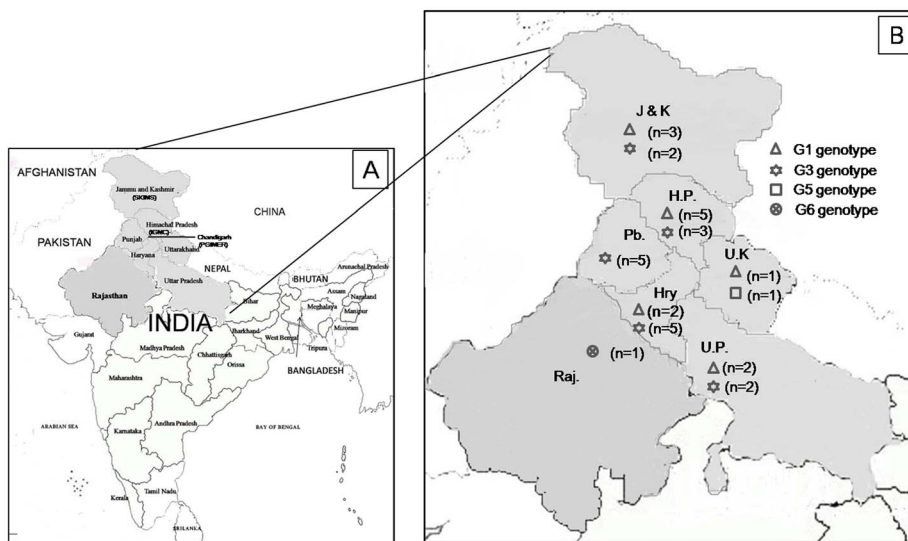 A
AFGHANISTAN
Jammu and Kashmir
(SKIMS)
CHINA
Himachal Pradesh
(IGMC)
PAKISTAN
Punjab
Chandigarh
(PGIMER)
Uttarakhand
Haryana
NEPAL
Arunachal Pradesh
BHUTAN
Uttar Pradesh
Rajasthan
Assam
Nagaland
Bihar
Meghalaya
Manipur
INDIA
Gujarat
Jharkhand
West Bengal
Mizoram
Tripura
Madhya Pradesh
Chhattisgarh
Orissa
BANGLADESH
Maharashtra
ARABIAN SEA
Andhra Pradesh
BAY OF BENGAL
Karnataka
Kerala
Tamil Nadu
SRILANKA
B
J & K
(n=3)
(n=2)
G1 genotype
G3 genotype
G5 genotype
G6 genotype
H.P.
(n=5)
(n=3)
Pb.
(n=5)
U.K
(n=1)
(n=1)
Hry
(n=2)
(n=5)
Raj.
(n=1)
U.P.
(n=2)
(n=2)